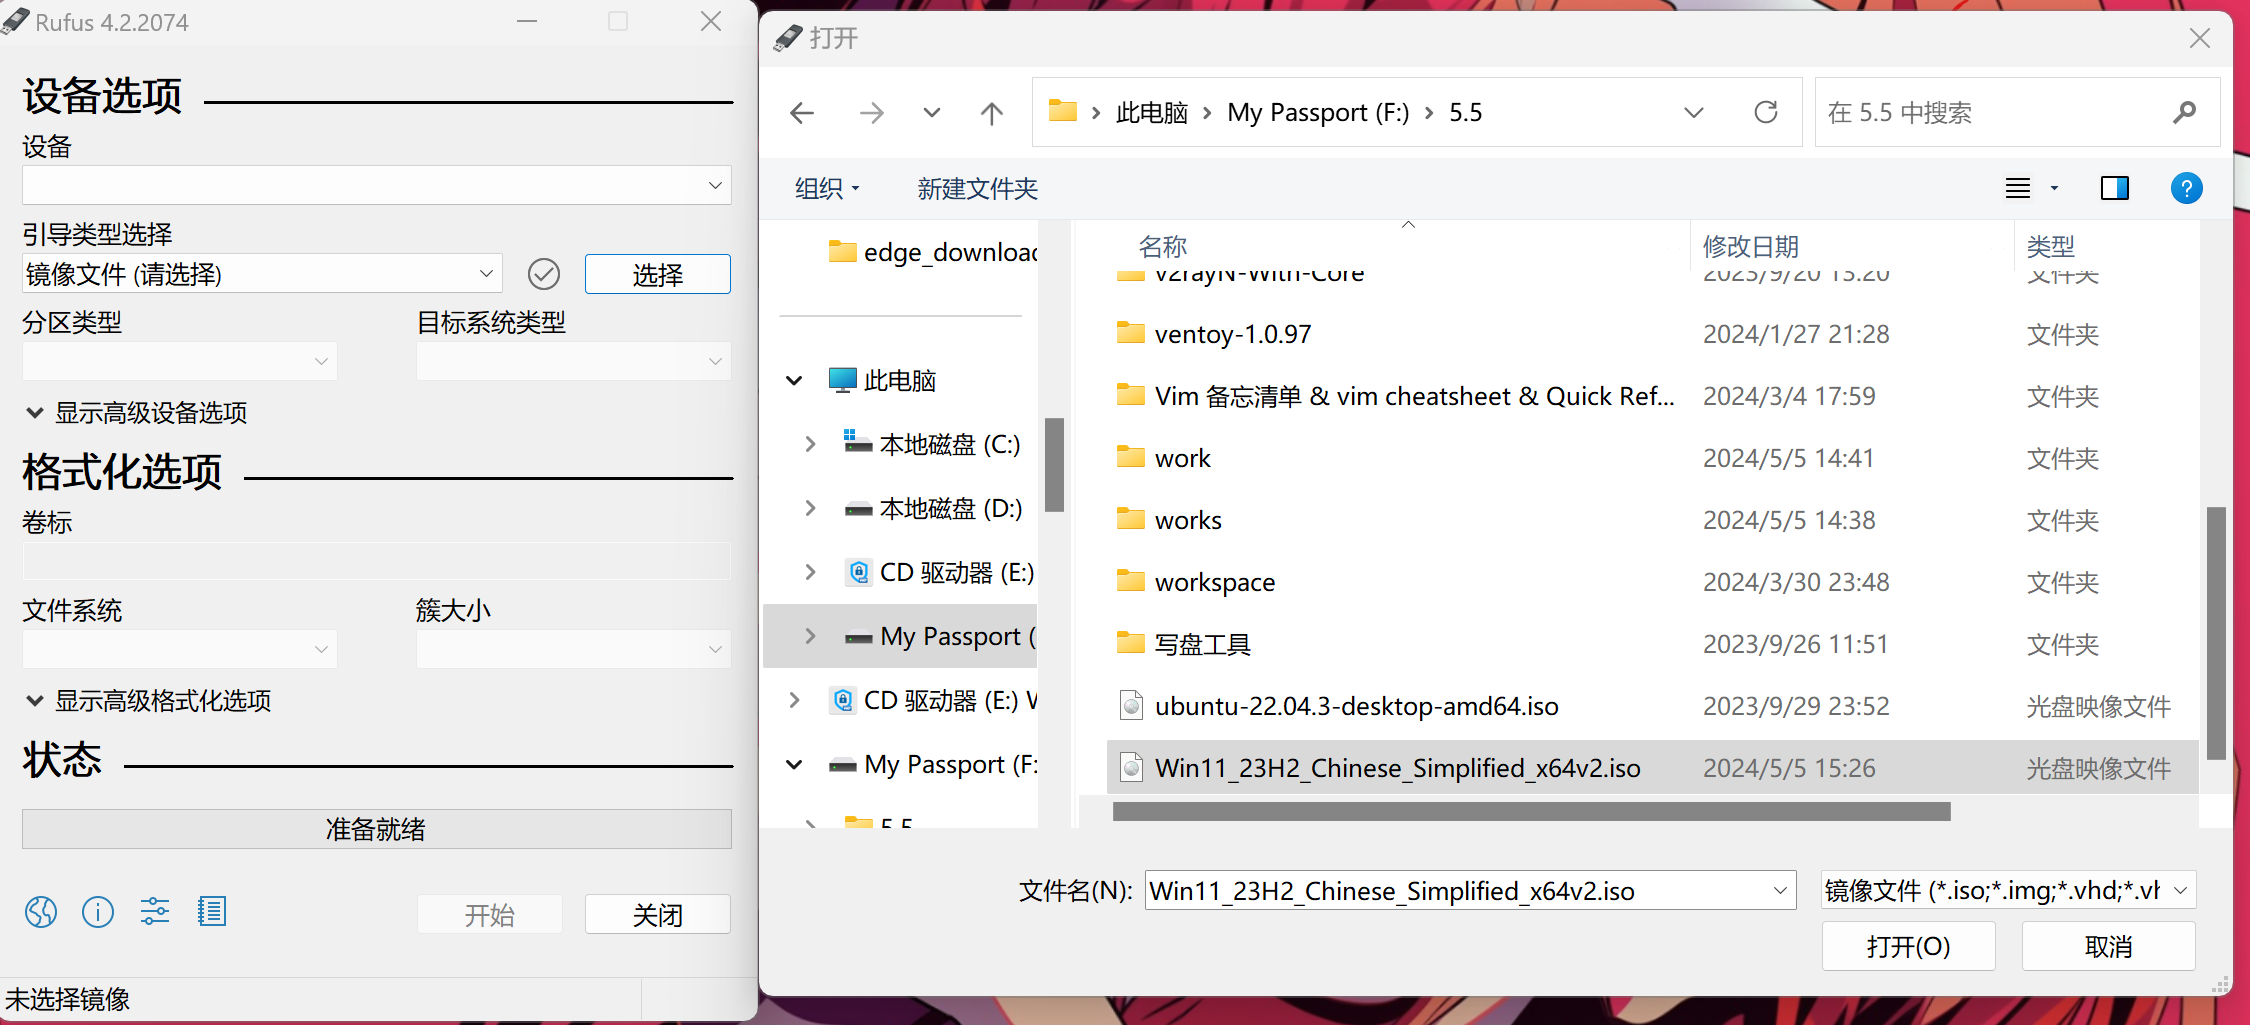 Rufus 4.2.2074
设备选项
设备
引导类型选择
镜像文件 (请选择)
选择
分区类型
目标系统类型
显示高级设备选项
格式化选项
卷标
文件系统
簇大小
显示高级格式化选项
状态
准备就绪
开始
关闭
未选择镜像
打开
此电脑 › My Passport (F:) › 5.5
在 5.5 中搜索
组织
新建文件夹
edge_downloac
此电脑
本地磁盘 (C:)
本地磁盘 (D:)
CD 驱动器 (E:)
My Passport (
CD 驱动器 (E:) W
My Passport (F:
5.5
名称 修改日期 类型
v2rayN-With-Core 2023/9/20 13:20 文件夹
ventoy-1.0.97 2024/1/27 21:28 文件夹
Vim 备忘清单 & vim cheatsheet & Quick Ref... 2024/3/4 17:59 文件夹
work 2024/5/5 14:41 文件夹
works 2024/5/5 14:38 文件夹
workspace 2024/3/30 23:48 文件夹
写盘工具 2023/9/26 11:51 文件夹
ubuntu-22.04.3-desktop-amd64.iso 2023/9/29 23:52 光盘映像文件
Win11_23H2_Chinese_Simplified_x64v2.iso 2024/5/5 15:26 光盘映像文件
文件名(N): Win11_23H2_Chinese_Simplified_x64v2.iso
镜像文件 (*.iso;*.img;*.vhd;*.vh
打开(O)
取消